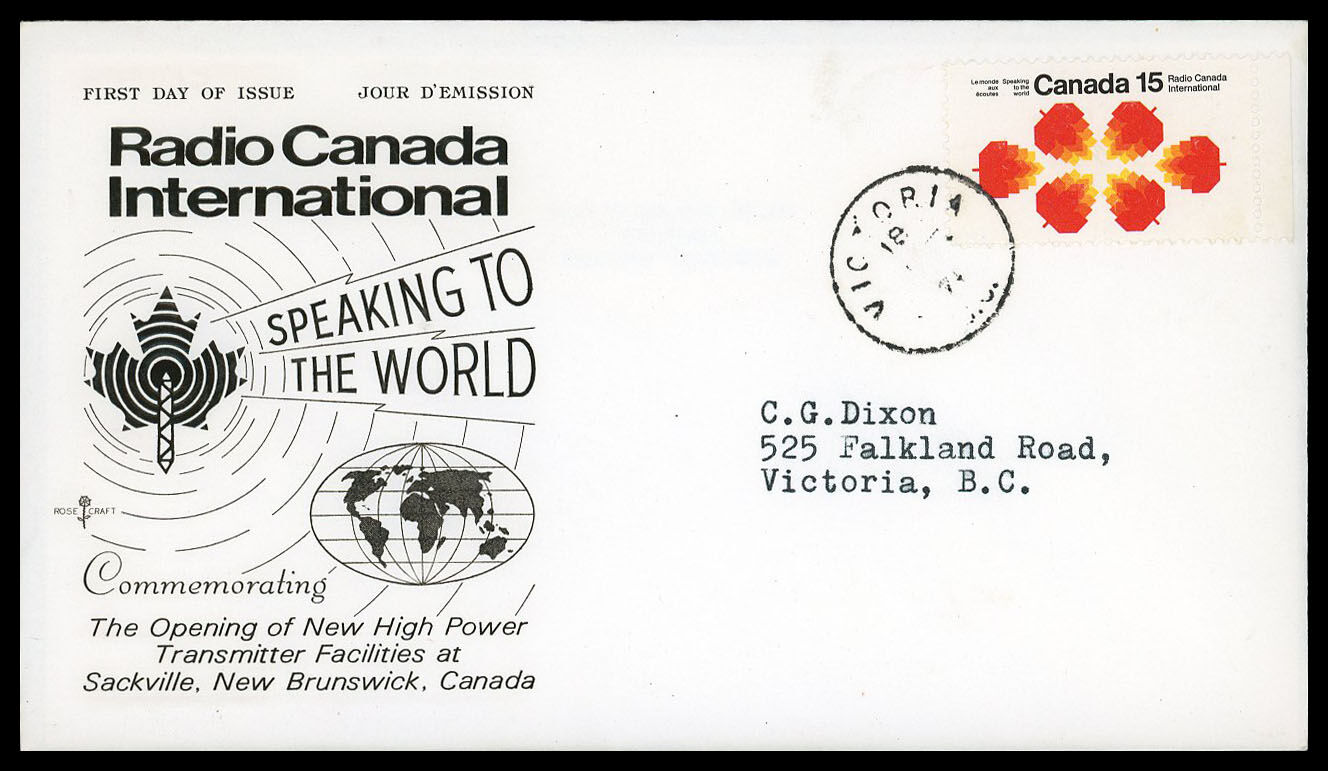 FIRST DAY OF ISSUE JOUR D'EMISSION
Radio Canada
International
SPEAKING TO
THE WORLD
ROSE CRAFT
Commemorating
The Opening of New High Power
Transmitter Facilities at
Sackville, New Brunswick, Canada
Le monde
aux
écoutes
Speaking
to the
world
Canada 15
Radio Canada
International
VICTORIA
18
C.G.Dixon
525 Falkland Road,
Victoria, B.C.